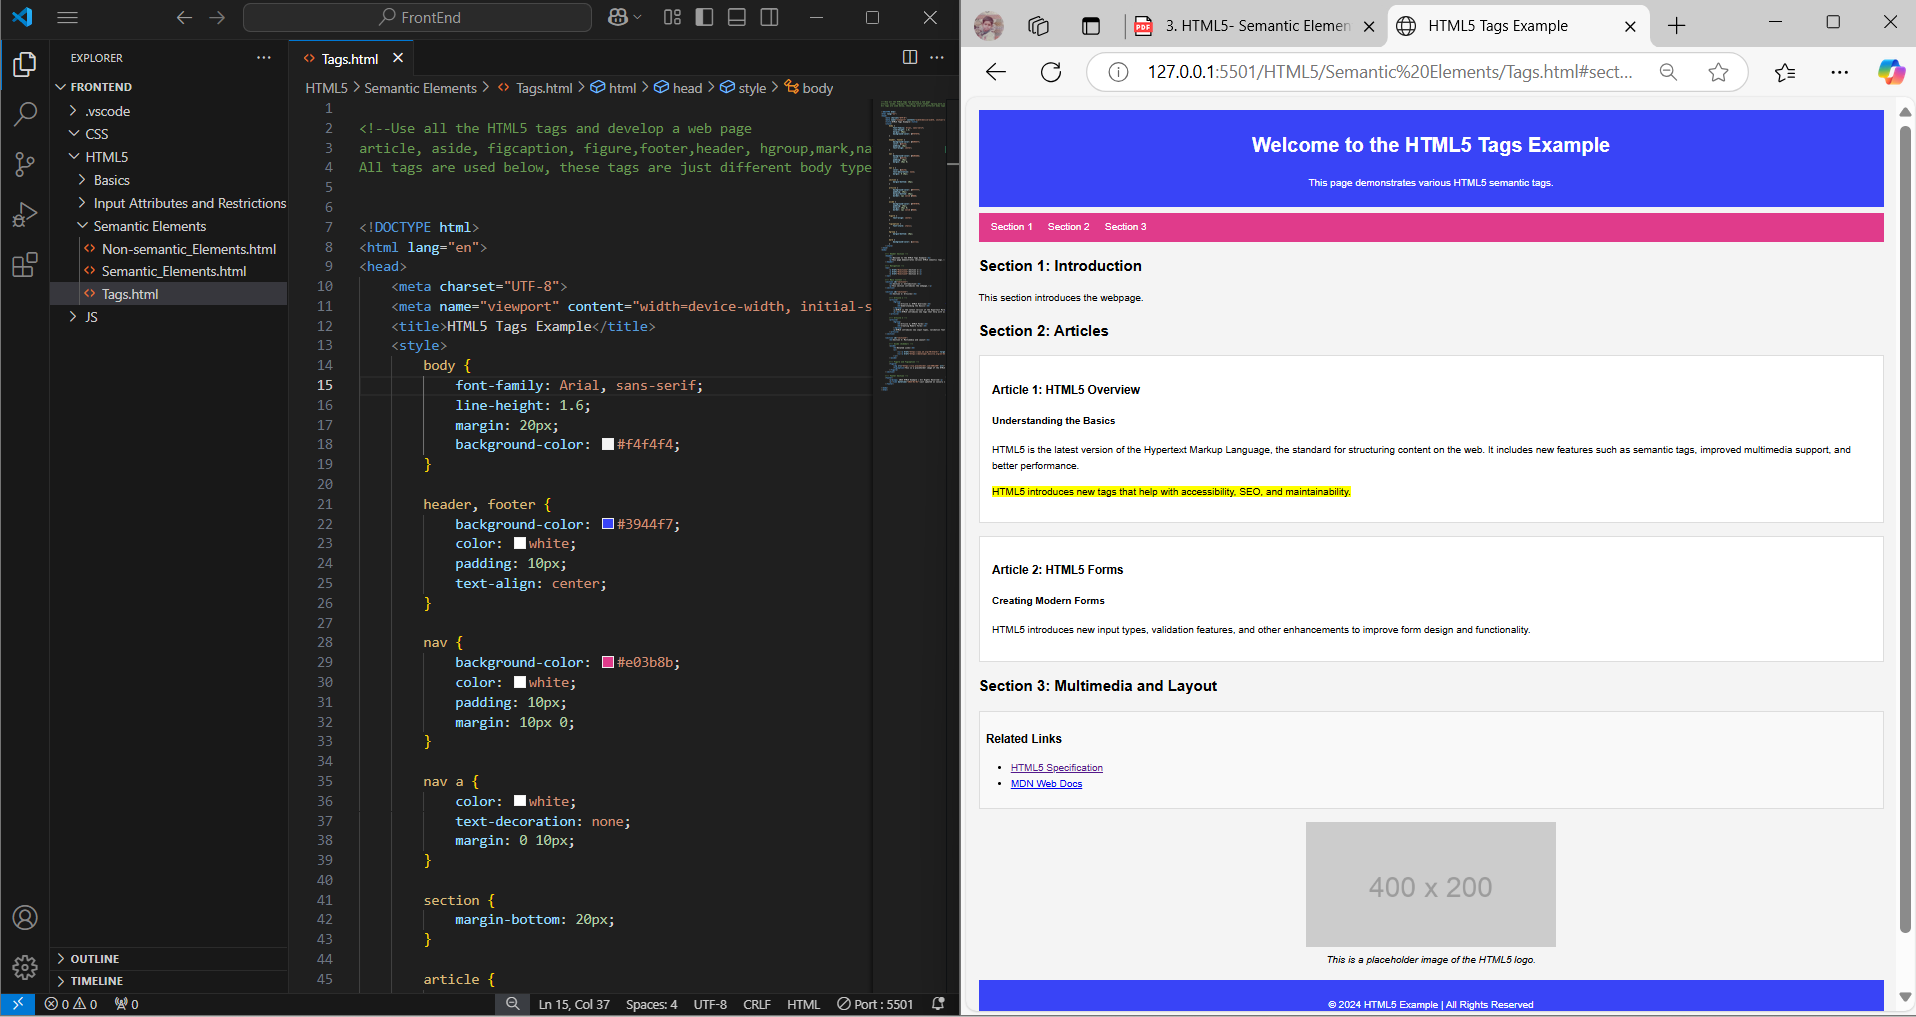 FrontEnd
EXPLORER
FRONTEND
.vscode
CSS
HTML5
Basics
Input Attributes and Restrictions
Semantic Elements
Non-semantic_Elements.html
Semantic_Elements.html
Tags.html
JS
OUTLINE
TIMELINE
Tags.html
HTML5 > Semantic Elements > Tags.html > html > head > style > body
1
2 <!--Use all the HTML5 tags and develop a web page
3 article, aside, figcaption, figure,footer,header, hgroup,mark,na
4 All tags are used below, these tags are just different body type
5
6
7 <!DOCTYPE html>
8 <html lang="en">
9 <head>
10 <meta charset="UTF-8">
11 <meta name="viewport" content="width=device-width, initial-s
12 <title>HTML5 Tags Example</title>
13 <style>
14 body {
15 font-family: Arial, sans-serif;
16 line-height: 1.6;
17 margin: 20px;
18 background-color: #f4f4f4;
19 }
20
21 header, footer {
22 background-color: #3944f7;
23 color: white;
24 padding: 10px;
25 text-align: center;
26 }
27
28 nav {
29 background-color: #e03b8b;
30 color: white;
31 padding: 10px;
32 margin: 10px 0;
33 }
34
35 nav a {
36 color: white;
37 text-decoration: none;
38 margin: 0 10px;
39 }
40
41 section {
42 margin-bottom: 20px;
43 }
44
45 article {
0 0 0
Ln 15, Col 37 Spaces: 4 UTF-8 CRLF HTML Port : 5501
PDF 3. HTML5- Semantic Elemen
HTML5 Tags Example
127.0.0.1:5501/HTML5/Semantic%20Elements/Tags.html#sect...
Welcome to the HTML5 Tags Example
This page demonstrates various HTML5 semantic tags.
Section 1 Section 2 Section 3
Section 1: Introduction
This section introduces the webpage.
Section 2: Articles
Article 1: HTML5 Overview
Understanding the Basics
HTML5 is the latest version of the Hypertext Markup Language, the standard for structuring content on the web. It includes new features such as semantic tags, improved multimedia support, and
better performance.
HTML5 introduces new tags that help with accessibility, SEO, and maintainability.
Article 2: HTML5 Forms
Creating Modern Forms
HTML5 introduces new input types, validation features, and other enhancements to improve form design and functionality.
Section 3: Multimedia and Layout
Related Links
• HTML5 Specification
• MDN Web Docs
400 x 200
This is a placeholder image of the HTML5 logo.
© 2024 HTML5 Example | All Rights Reserved